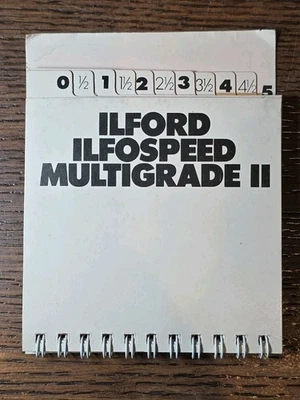 0 ½ 1 1½ 2 2½ 3 3½ 4 4½ 5
ILFORD
ILFOSPEED
MULTIGRADE II